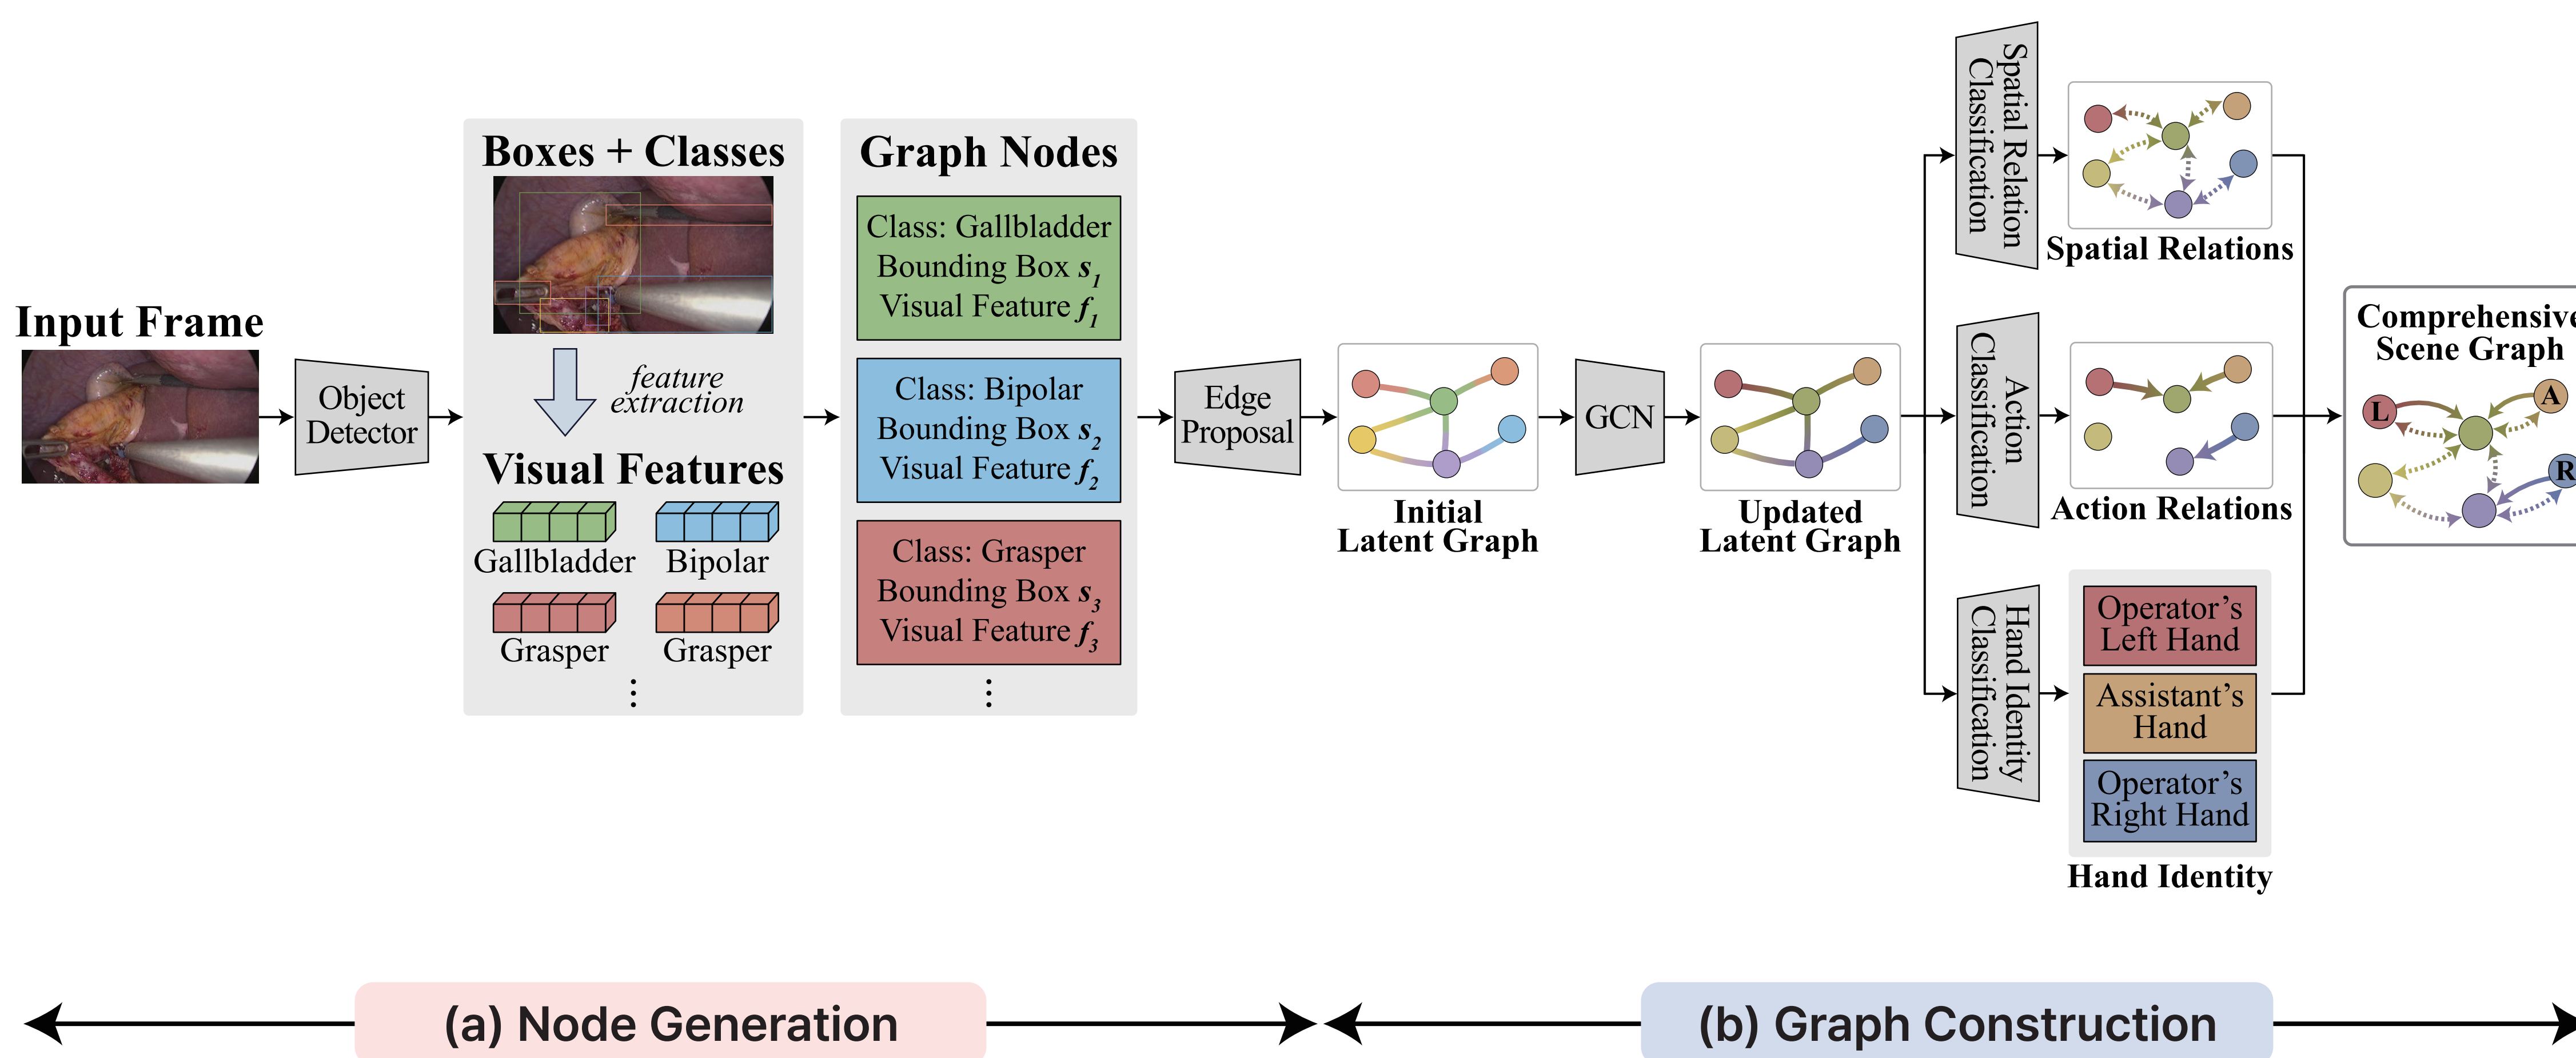 Input Frame
Object
Detector
Boxes + Classes
feature
extraction
Visual Features
Gallbladder
Bipolar
Grasper
Grasper
Graph Nodes
Class: Gallbladder
Bounding Box s1
Visual Feature f1
Class: Bipolar
Bounding Box s2
Visual Feature f2
Class: Grasper
Bounding Box s3
Visual Feature f3
Edge
Proposal
Initial
Latent Graph
GCN
Updated
Latent Graph
Spatial Relation
Classification
Spatial Relations
Action
Classification
Action Relations
Hand Identity
Classification
Operator’s
Left Hand
Assistant’s
Hand
Operator’s
Right Hand
Hand Identity
Comprehensive
Scene Graph
L
A
R
(a) Node Generation
(b) Graph Construction